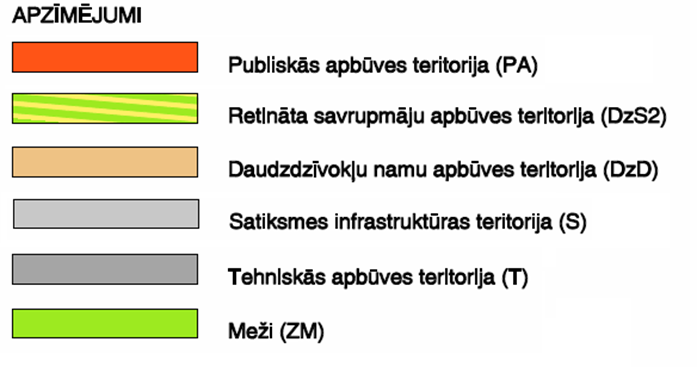 APZĪMĒJUMI
Publiskās apbūves teritorija (PA)
Retināta savrupmāju apbūves teritorija (DzS2)
Daudzdzīvokļu namu apbūves teritorija (DzD)
Satiksmes infrastruktūras teritorija (S)
Tehniskās apbūves teritorija (T)
Meži (ZM)